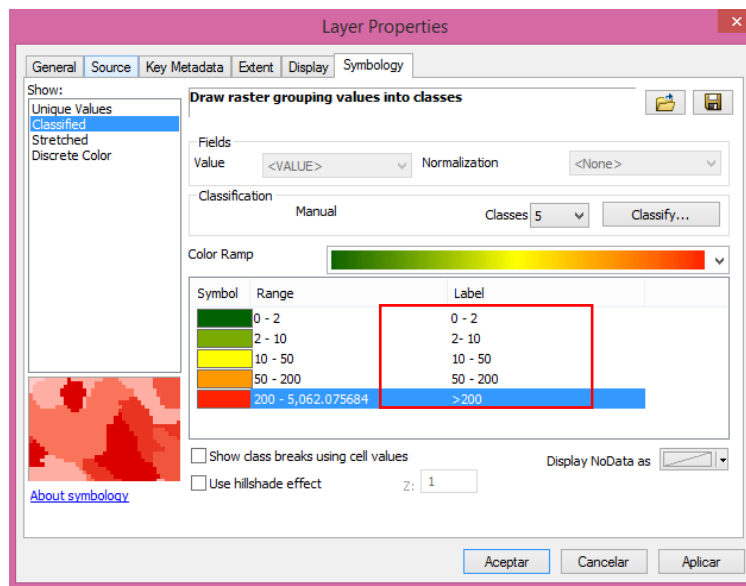 Layer Properties
General Source Key Metadata Extent Display Symbology
Show:
Unique Values
Classified
Stretched
Discrete Color
About symbology
Draw raster grouping values into classes
Fields
Value <VALUE> Normalization <None>
Classification
Manual Classes 5 Classify...
Color Ramp
Symbol Range Label
0 - 2 0 - 2
2 - 10 2- 10
10 - 50 10 - 50
50 - 200 50 - 200
200 - 5,062.075684 >200
Show class breaks using cell values Display NoData as
Use hillshade effect Z: 1
Aceptar Cancelar Aplicar